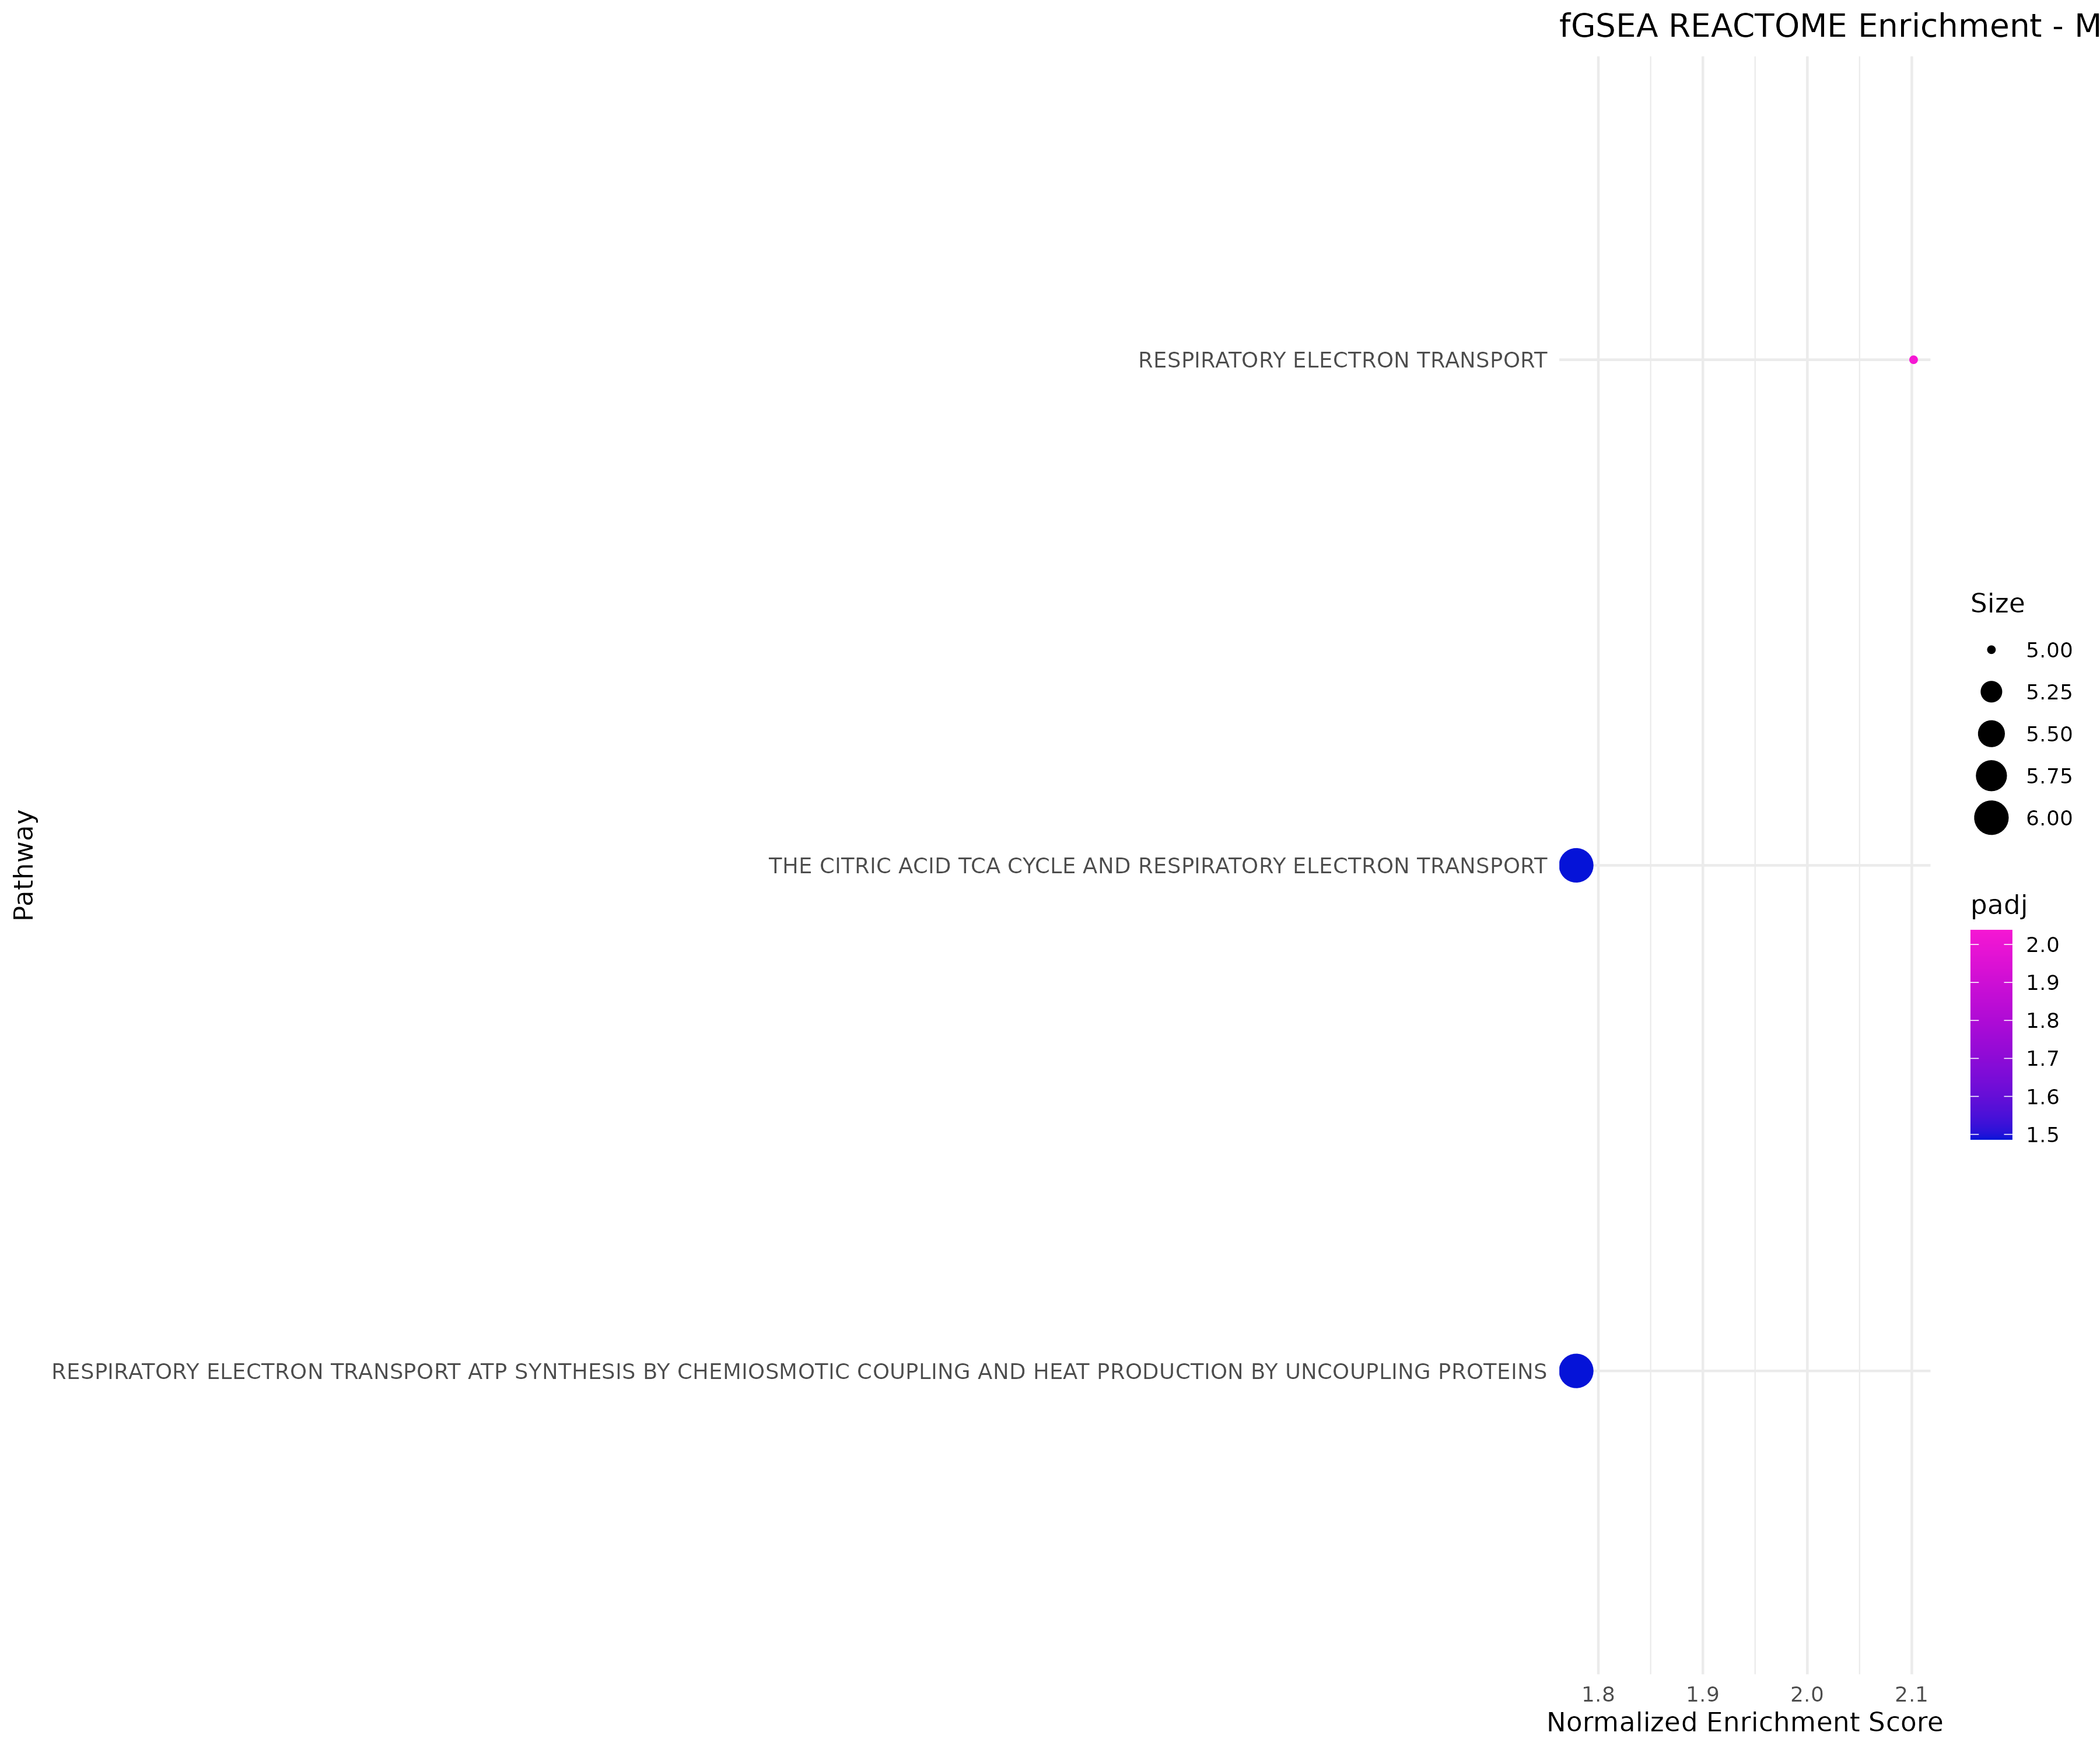 fGSEA REACTOME Enrichment - M
Pathway
RESPIRATORY ELECTRON TRANSPORT
THE CITRIC ACID TCA CYCLE AND RESPIRATORY ELECTRON TRANSPORT
RESPIRATORY ELECTRON TRANSPORT ATP SYNTHESIS BY CHEMIOSMOTIC COUPLING AND HEAT PRODUCTION BY UNCOUPLING PROTEINS
1.8 1.9 2.0 2.1
Normalized Enrichment Score
Size
5.00
5.25
5.50
5.75
6.00
padj
2.0
1.9
1.8
1.7
1.6
1.5